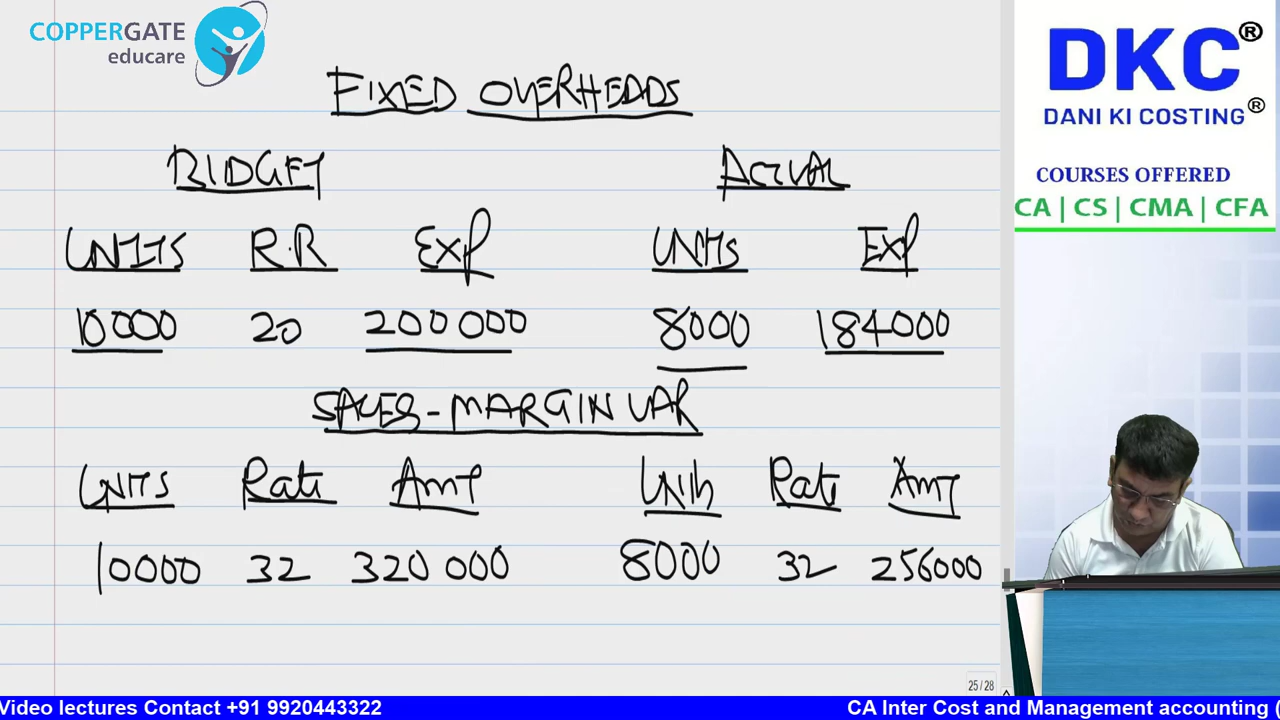 COPPERGATE
educare
FIXED OVERHEADS
BUDGET ACTUAL
UNITS R.R EXP UNITS EXP
10000 20 200000 8000 184000
SALES-MARGIN VAR
UNITS Rate AMT Units Rate AMT
10000 32 320000 8000 32 256000
25/28
DKC®
DANI KI COSTING®
COURSES OFFERED
CA | CS | CMA | CFA
Video lectures Contact +91 9920443322 CA Inter Cost and Management accounting (